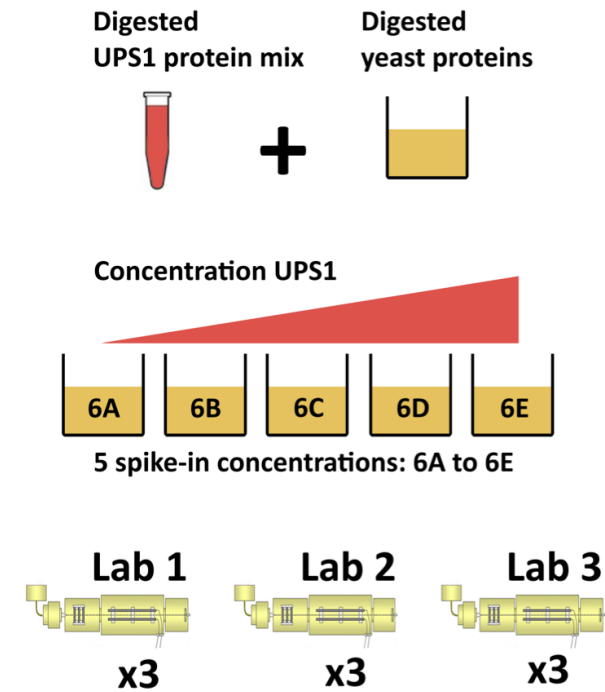 Digested
UPS1 protein mix
Digested
yeast proteins
+
Concentration UPS1
6A
6B
6C
6D
6E
5 spike-in concentrations: 6A to 6E
Lab 1
Lab 2
Lab 3
x3
x3
x3